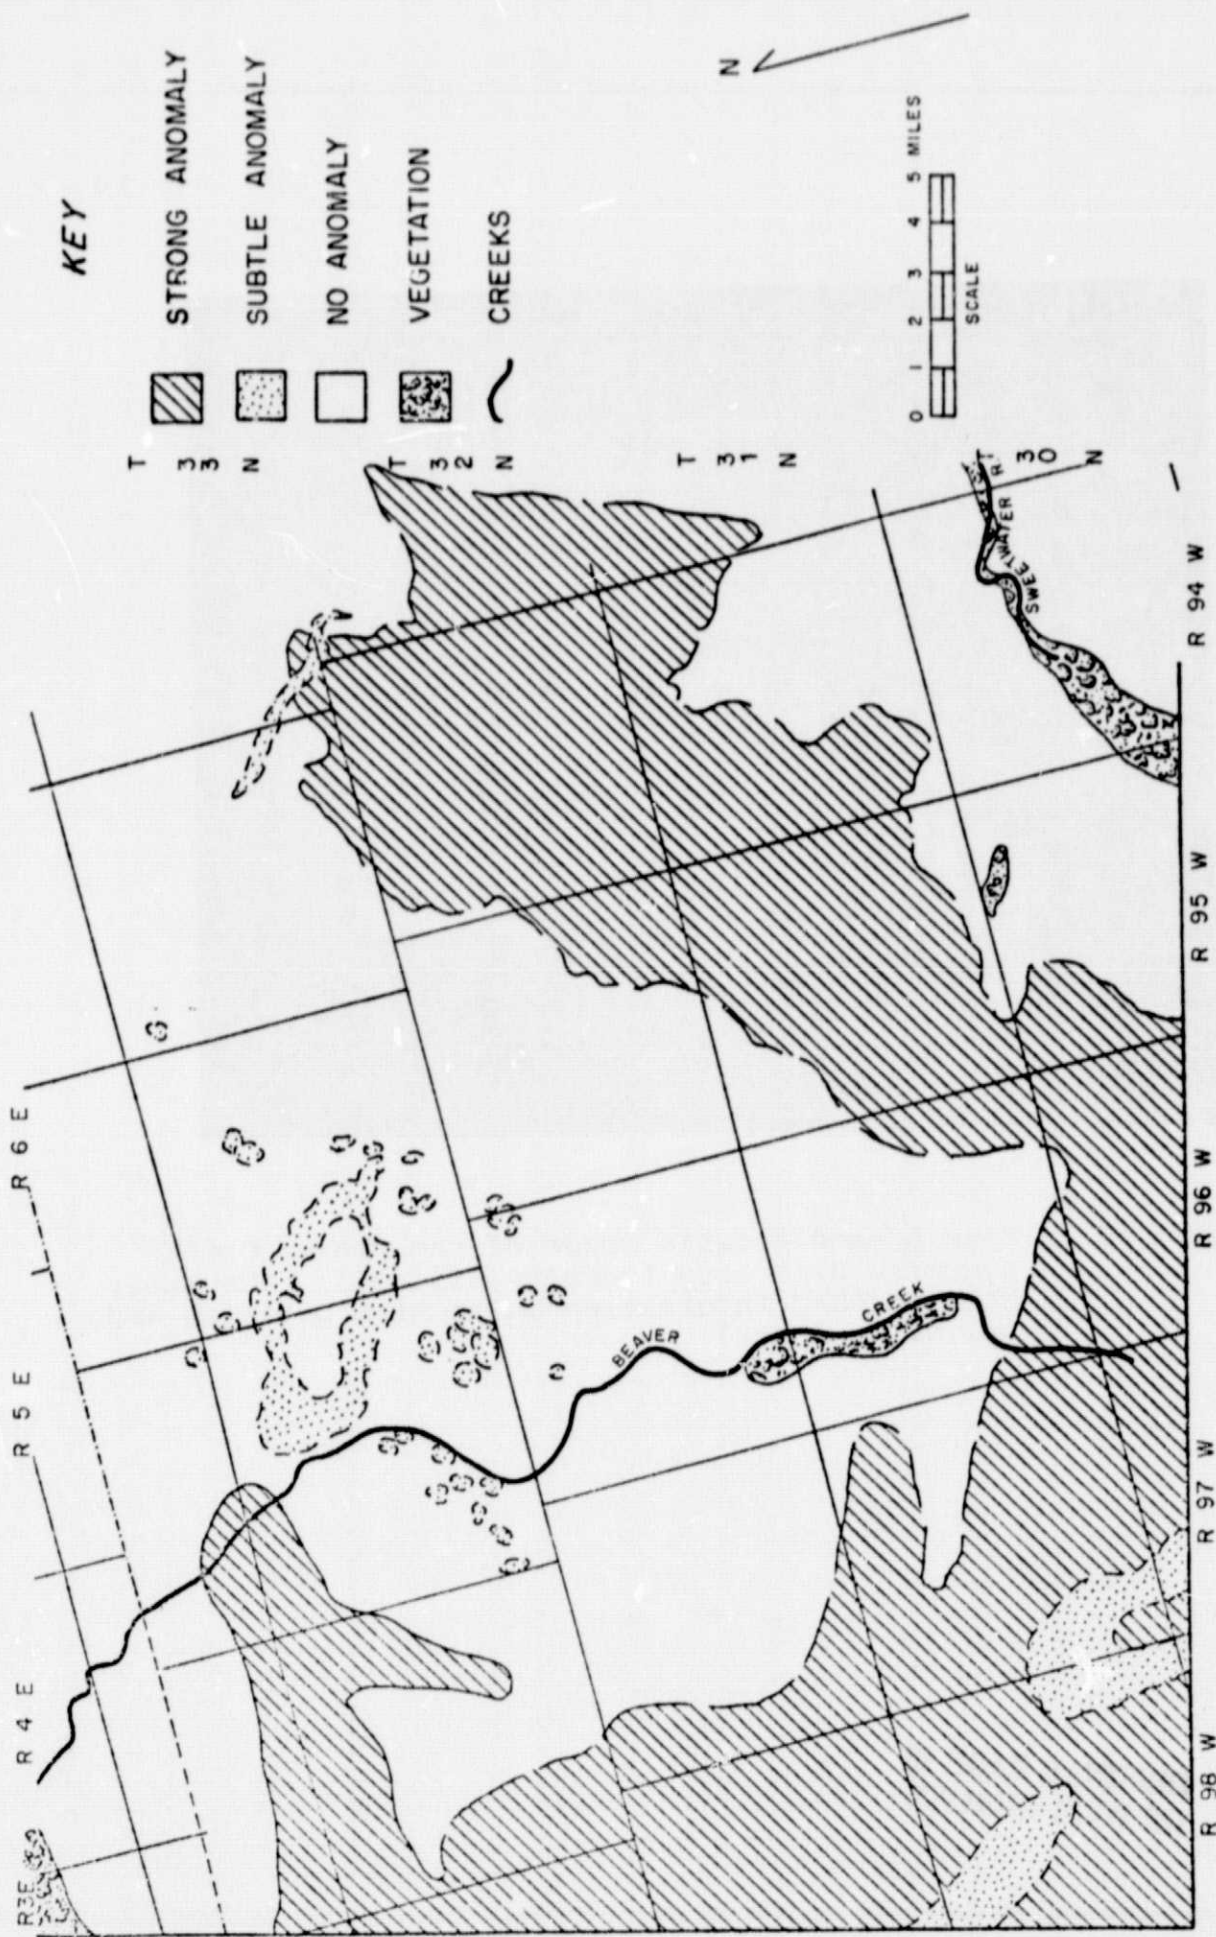 KEY
STRONG ANOMALY
SUBTLE ANOMALY
NO ANOMALY
VEGETATION
CREEKS
N
0 1 2 3 4 5 MILES
SCALE
R3E
R 4 E
R 5 E
R 6 E
T 33 N
T 32 N
T 31 N
T 30 N
BEAVER CREEK
SWEETWATER R.
R 98 W
R 97 W
R 96 W
R 95 W
R 94 W